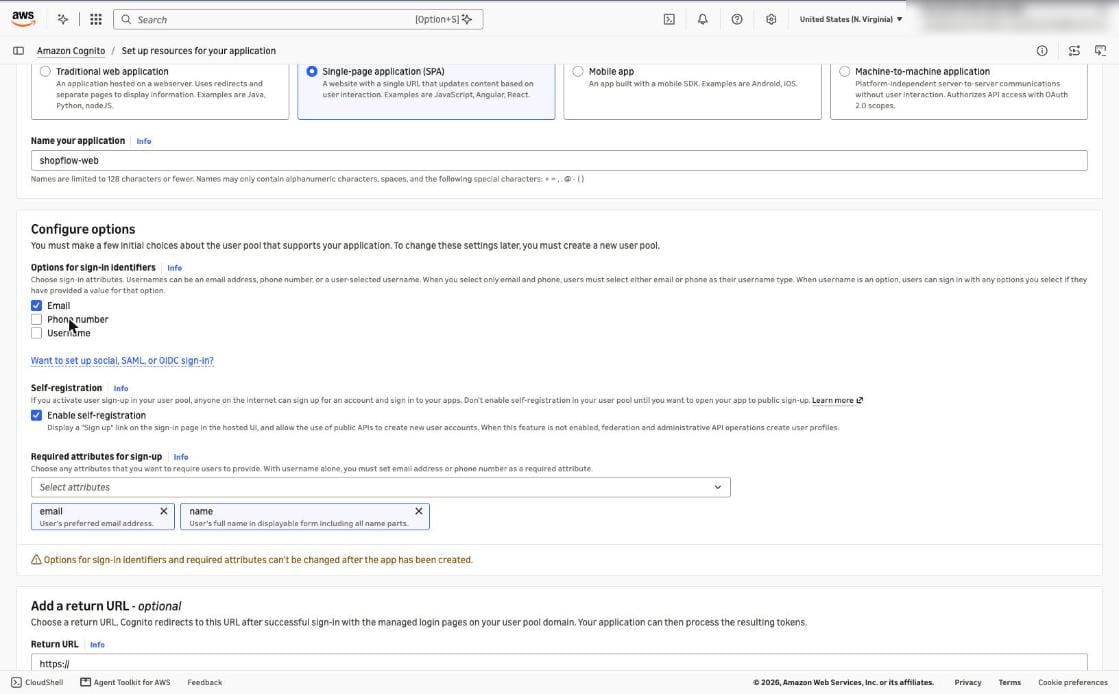 aws
Search
[Option+S]
United States (N. Virginia)
Amazon Cognito / Set up resources for your application
Traditional web application
An application hosted on a webserver. Uses redirects and
separate pages to display information. Examples are Java,
Python, nodeJS.
Single-page application (SPA)
A website with a single URL that updates content based on
user interaction. Examples are JavaScript, Angular, React.
Mobile app
An app built with a mobile SDK. Examples are Android, iOS.
Machine-to-machine application
Platform-independent server-to-server communications
without user interaction. Authorizes API access with OAuth
2.0 scopes.
Name your application Info
shopflow-web
Names are limited to 128 characters or fewer. Names may only contain alphanumeric characters, spaces, and the following special characters: + = , . @ - ( )
Configure options
You must make a few initial choices about the user pool that supports your application. To change these settings later, you must create a new user pool.
Options for sign-in identifiers Info
Choose sign-in attributes. Usernames can be an email address, phone number, or a user-selected username. When you select only email and phone, users must select either email or phone as their username type. When username is an option, users can sign in with any options you select if they
have provided a value for that option.
Email
Phone number
Username
Want to set up social, SAML, or OIDC sign-in?
Self-registration Info
If you activate user sign-up in your user pool, anyone on the internet can sign up for an account and sign in to your apps. Don't enable self-registration in your user pool until you want to open your app to public sign-up. Learn more
Enable self-registration
Display a "Sign up" link on the sign-in page in the hosted UI, and allow the use of public APIs to create new user accounts. When this feature is not enabled, federation and administrative API operations create user profiles.
Required attributes for sign-up Info
Choose any attributes that you want to require users to provide. With username alone, you must set email address or phone number as a required attribute.
Select attributes
email
User's preferred email address.
name
User's full name in displayable form including all name parts.
Options for sign-in identifiers and required attributes can't be changed after the app has been created.
Add a return URL - optional
Choose a return URL. Cognito redirects to this URL after successful sign-in with the managed login pages on your user pool domain. Your application can then process the resulting tokens.
Return URL Info
https://
CloudShell
Agent Toolkit for AWS
Feedback
© 2026, Amazon Web Services, Inc. or its affiliates.
Privacy
Terms
Cookie preferences